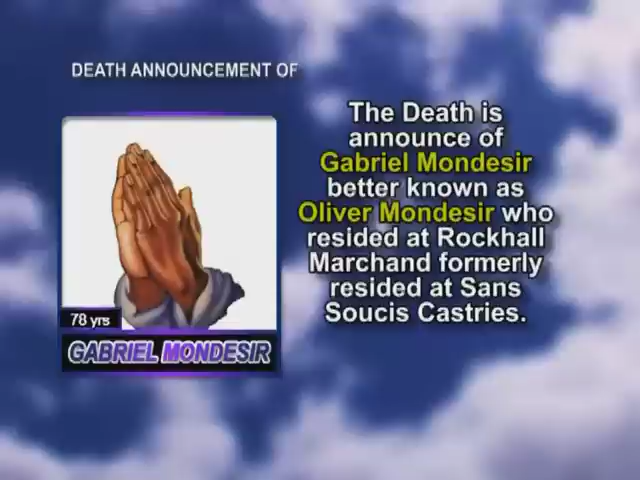 DEATH ANNOUNCEMENT OF
The Death is
announce of
Gabriel Mondesir
better known as
Oliver Mondesir who
resided at Rockhall
Marchand formerly
resided at Sans
Soucis Castries.
78 yrs
GABRIEL MONDESIR